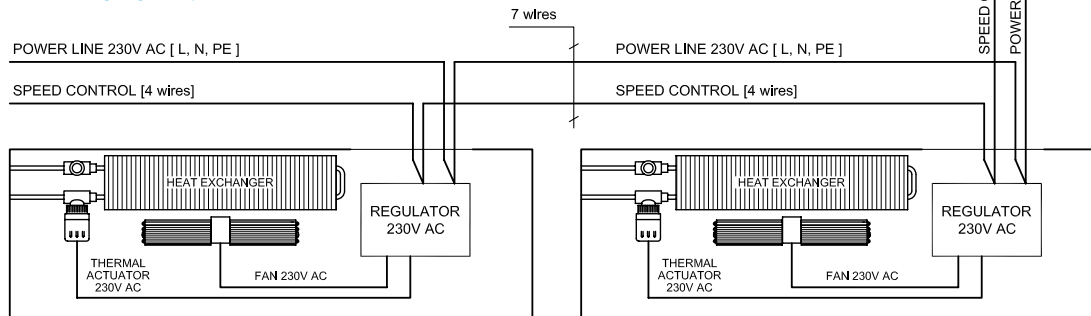 7 wires
SPEED
POWER
POWER LINE 230V AC [ L, N, PE ]
POWER LINE 230V AC [ L, N, PE ]
SPEED CONTROL [4 wires]
SPEED CONTROL [4 wires]
HEAT EXCHANGER
HEAT EXCHANGER
REGULATOR
230V AC
REGULATOR
230V AC
THERMAL
ACTUATOR
230V AC
FAN 230V AC
THERMAL
ACTUATOR
230V AC
FAN 230V AC